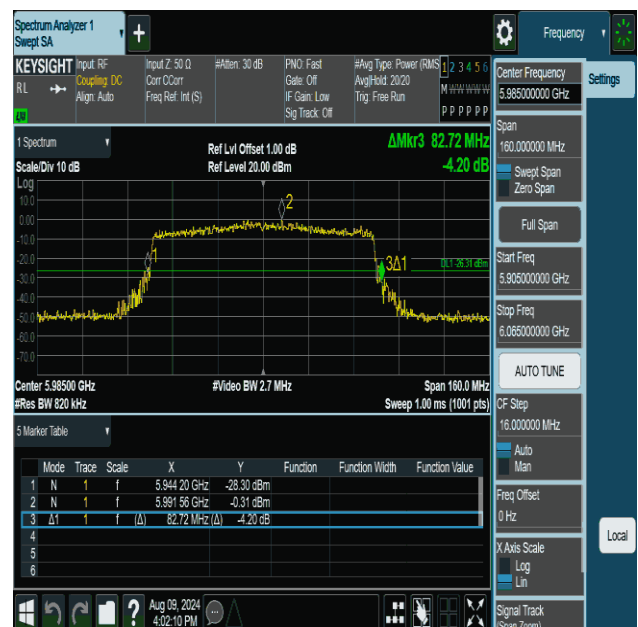 Spectrum Analyzer 1
Swept SA
+
Frequency
KEYSIGHT
RL
Input: RF
Coupling: DC
Align: Auto
Input Z: 50 Ω
Corr CCorr
Freq Ref: Int (S)
#Atten: 30 dB
PNO: Fast
Gate: Off
IF Gain: Low
Sig Track: Off
#Avg Type: Power (RMS
Avg|Hold: 20/20
Trig: Free Run
1 2 3 4 5 6
M W W W W W
P P P P P P
1 Spectrum
Scale/Div 10 dB
Ref Lvl Offset 1.00 dB
Ref Level 20.00 dBm
ΔMkr3 82.72 MHz
-4.20 dB
Log
10.0
0.00
-10.0
-20.0
-30.0
-40.0
-50.0
-60.0
-70.0
1
2
3Δ1
DL1 -26.31 dBm
Center 5.98500 GHz
#Res BW 820 kHz
#Video BW 2.7 MHz
Span 160.0 MHz
Sweep 1.00 ms (1001 pts)
5 Marker Table
Mode Trace Scale X Y Function Function Width Function Value
1 N 1 f 5.944 20 GHz -28.30 dBm
2 N 1 f 5.991 56 GHz -0.31 dBm
3 Δ1 1 f (Δ) 82.72 MHz (Δ) -4.20 dB
4
5
6
Aug 09, 2024
4:02:10 PM
?
Center Frequency
5.985000000 GHz
Settings
Span
160.000000 MHz
Swept Span
Zero Span
Full Span
Start Freq
5.905000000 GHz
Stop Freq
6.065000000 GHz
AUTO TUNE
CF Step
16.000000 MHz
Auto
Man
Freq Offset
0 Hz
X Axis Scale
Log
Lin
Local
Signal Track
(Span Zoom)